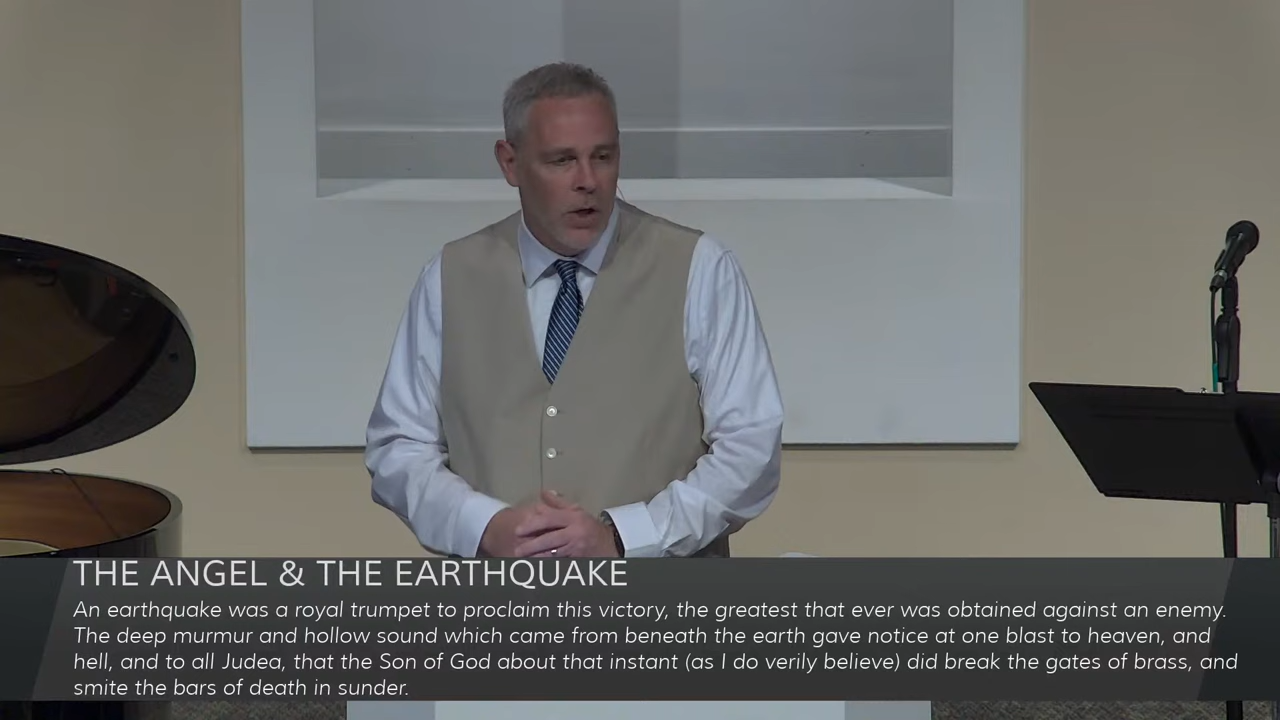 THE ANGEL & THE EARTHQUAKE
An earthquake was a royal trumpet to proclaim this victory, the greatest that ever was obtained against an enemy.
The deep murmur and hollow sound which came from beneath the earth gave notice at one blast to heaven, and
hell, and to all Judea, that the Son of God about that instant (as I do verily believe) did break the gates of brass, and
smite the bars of death in sunder.